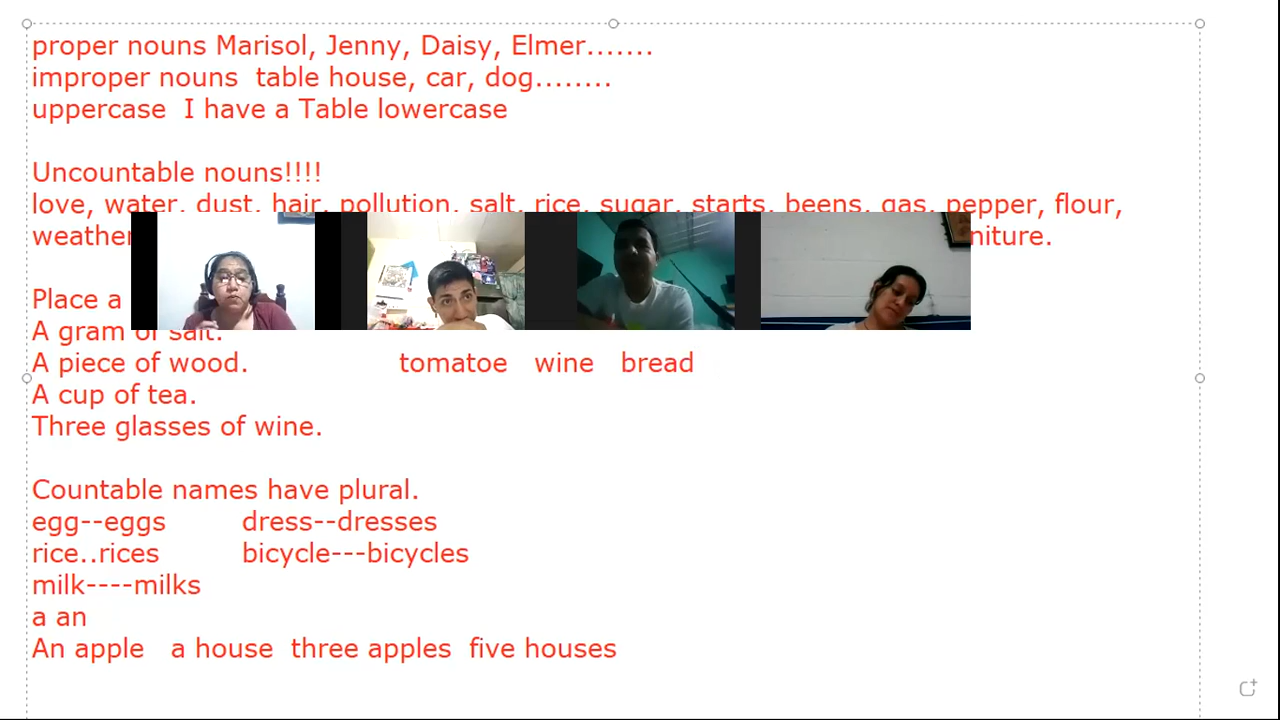 proper nouns Marisol, Jenny, Daisy, Elmer.......
improper nouns  table house, car, dog........
uppercase  I have a Table lowercase
Uncountable nouns!!!!
love, water, dust, hair, pollution, salt, rice, sugar, starts, beens, gas, pepper, flour,
weather
Place a
A gram of salt.
A piece of wood. tomatoe wine bread
A cup of tea.
Three glasses of wine.
Countable names have plural.
egg--eggs dress--dresses
rice..rices bicycle---bicycles
milk----milks
a an
An apple a house three apples five houses